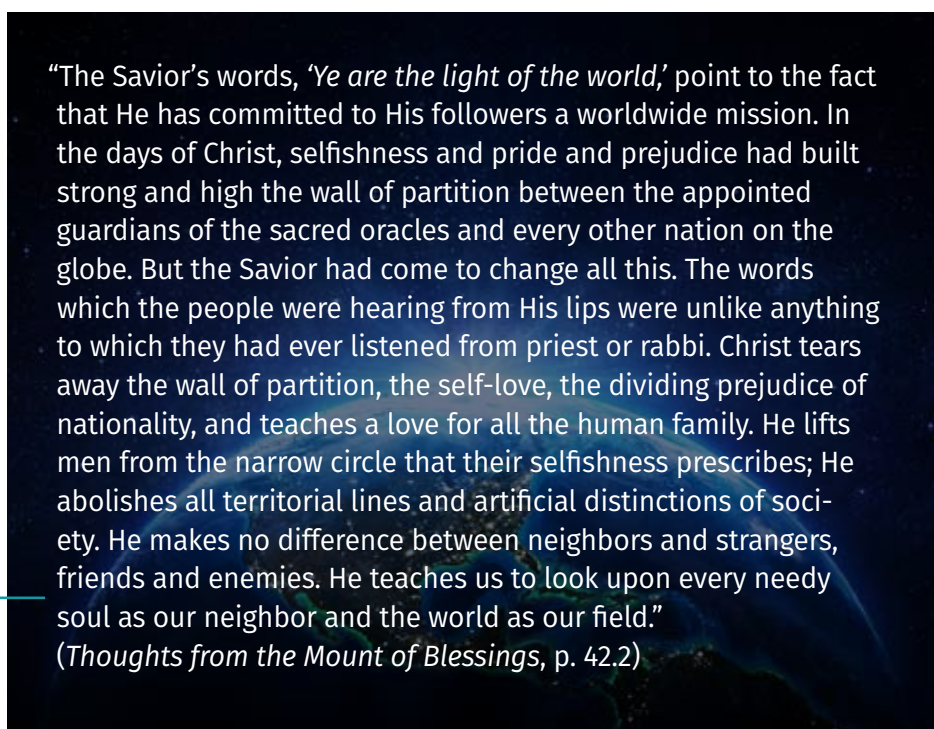 “The Savior’s words, ‘Ye are the light of the world,’ point to the fact
that He has committed to His followers a worldwide mission. In
the days of Christ, selfishness and pride and prejudice had built
strong and high the wall of partition between the appointed
guardians of the sacred oracles and every other nation on the
globe. But the Savior had come to change all this. The words
which the people were hearing from His lips were unlike anything
to which they had ever listened from priest or rabbi. Christ tears
away the wall of partition, the self-love, the dividing prejudice of
nationality, and teaches a love for all the human family. He lifts
men from the narrow circle that their selfishness prescribes; He
abolishes all territorial lines and artificial distinctions of soci-
ety. He makes no difference between neighbors and strangers,
friends and enemies. He teaches us to look upon every needy
soul as our neighbor and the world as our field.”
(Thoughts from the Mount of Blessings, p. 42.2)